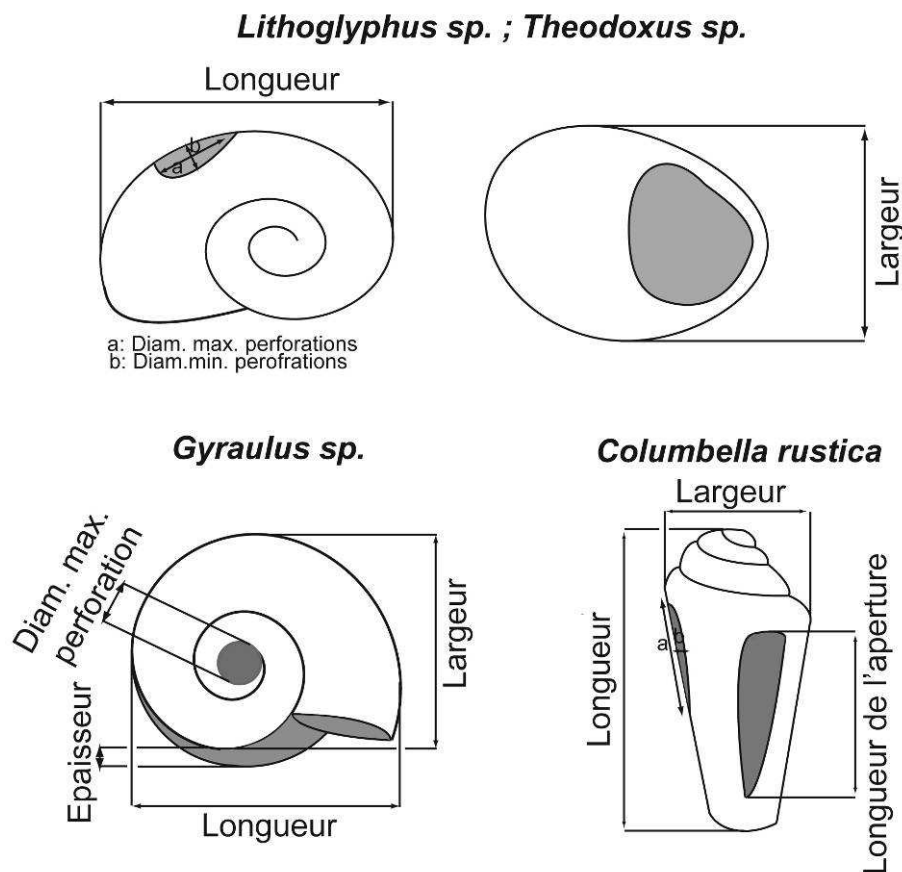 Lithoglyphus sp. ; Theodoxus sp.
Longueur
b
a
Largeur
a: Diam. max. perforations
b: Diam.min. perofrations
Gyraulus sp.
Diam. max.
perforation
Largeur
Epaisseur
Longueur
Columbella rustica
Largeur
a
b
Longueur
Longueur de l'aperture